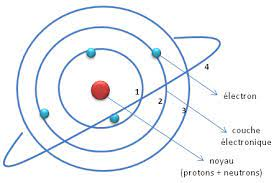 4
1
2
3
électron
couche
électronique
noyau
(protons + neutrons)